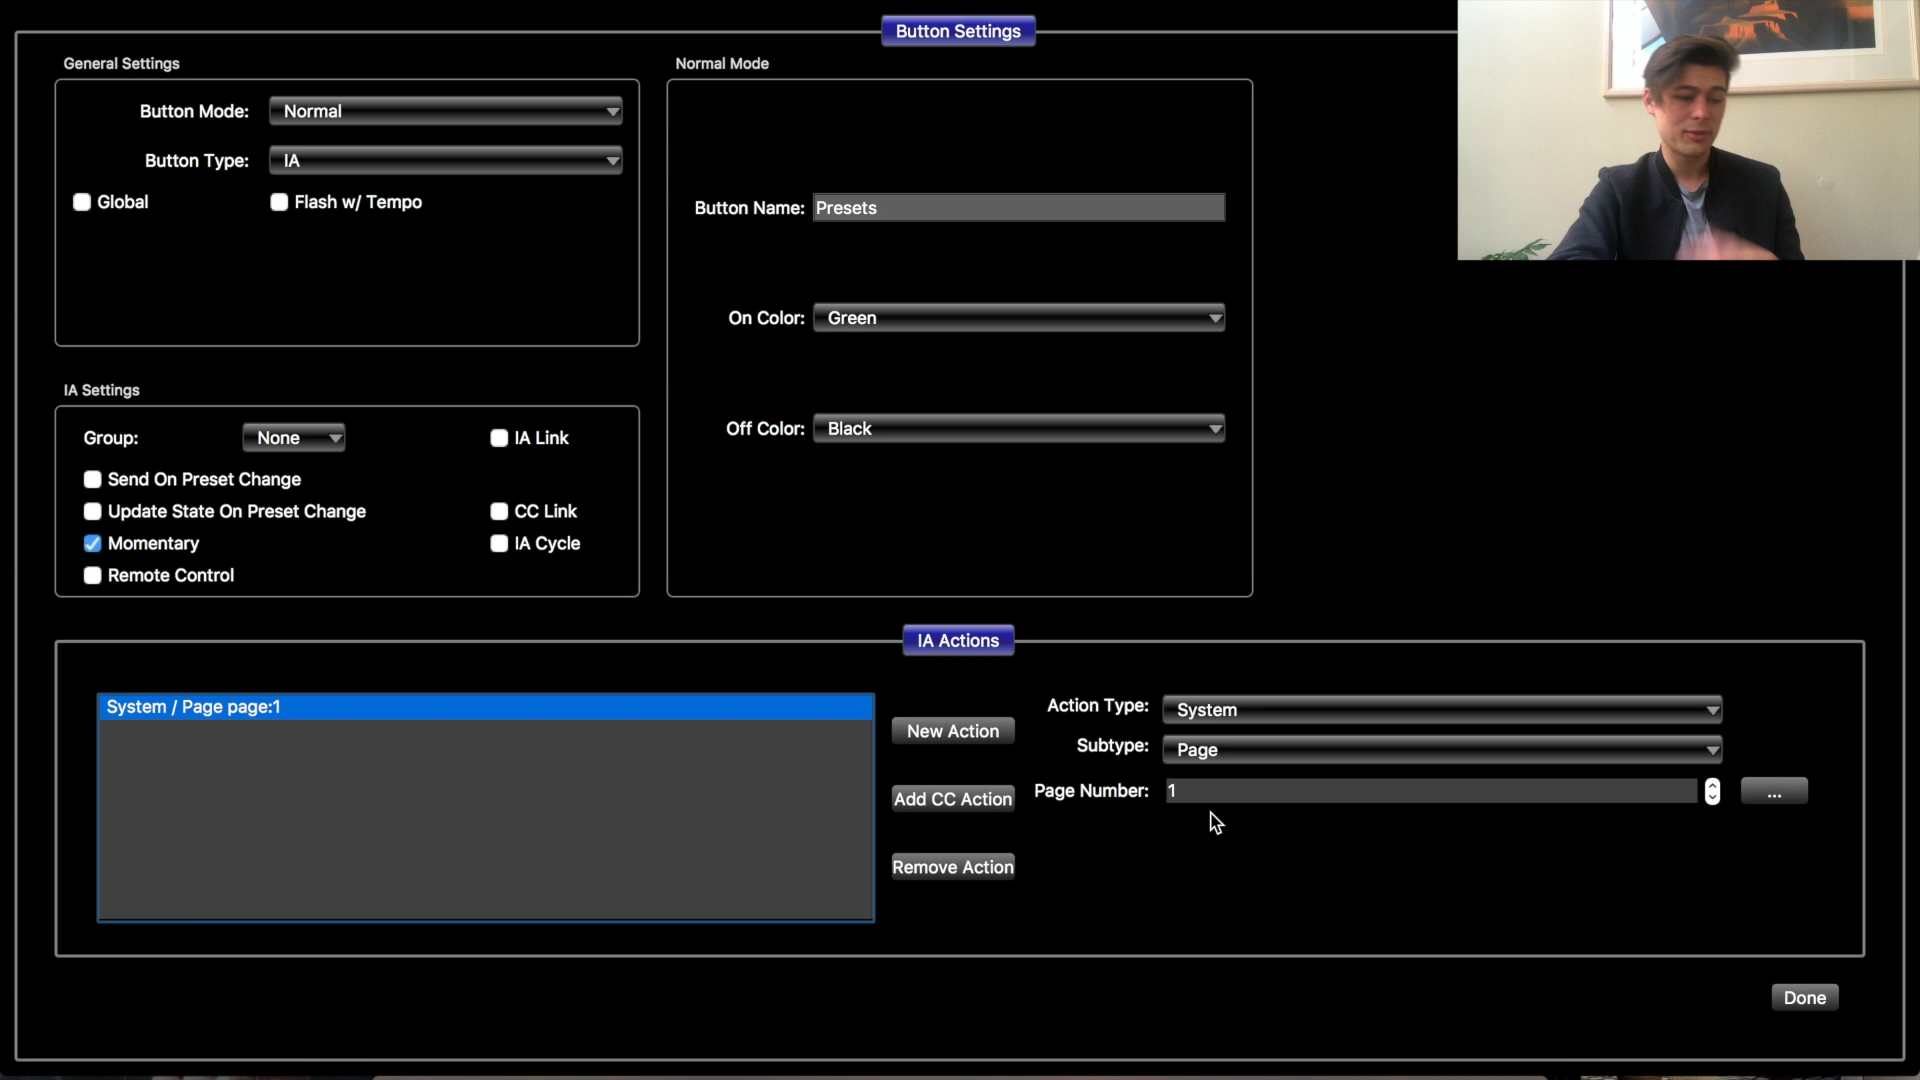 Button Settings
General Settings
Button Mode: Normal
Button Type: IA
Global
Flash w/ Tempo
Normal Mode
Button Name: Presets
On Color: Green
Off Color: Black
IA Settings
Group: None
IA Link
Send On Preset Change
Update State On Preset Change
CC Link
Momentary
IA Cycle
Remote Control
IA Actions
System / Page page:1
New Action
Add CC Action
Remove Action
Action Type: System
Subtype: Page
Page Number: 1
...
Done